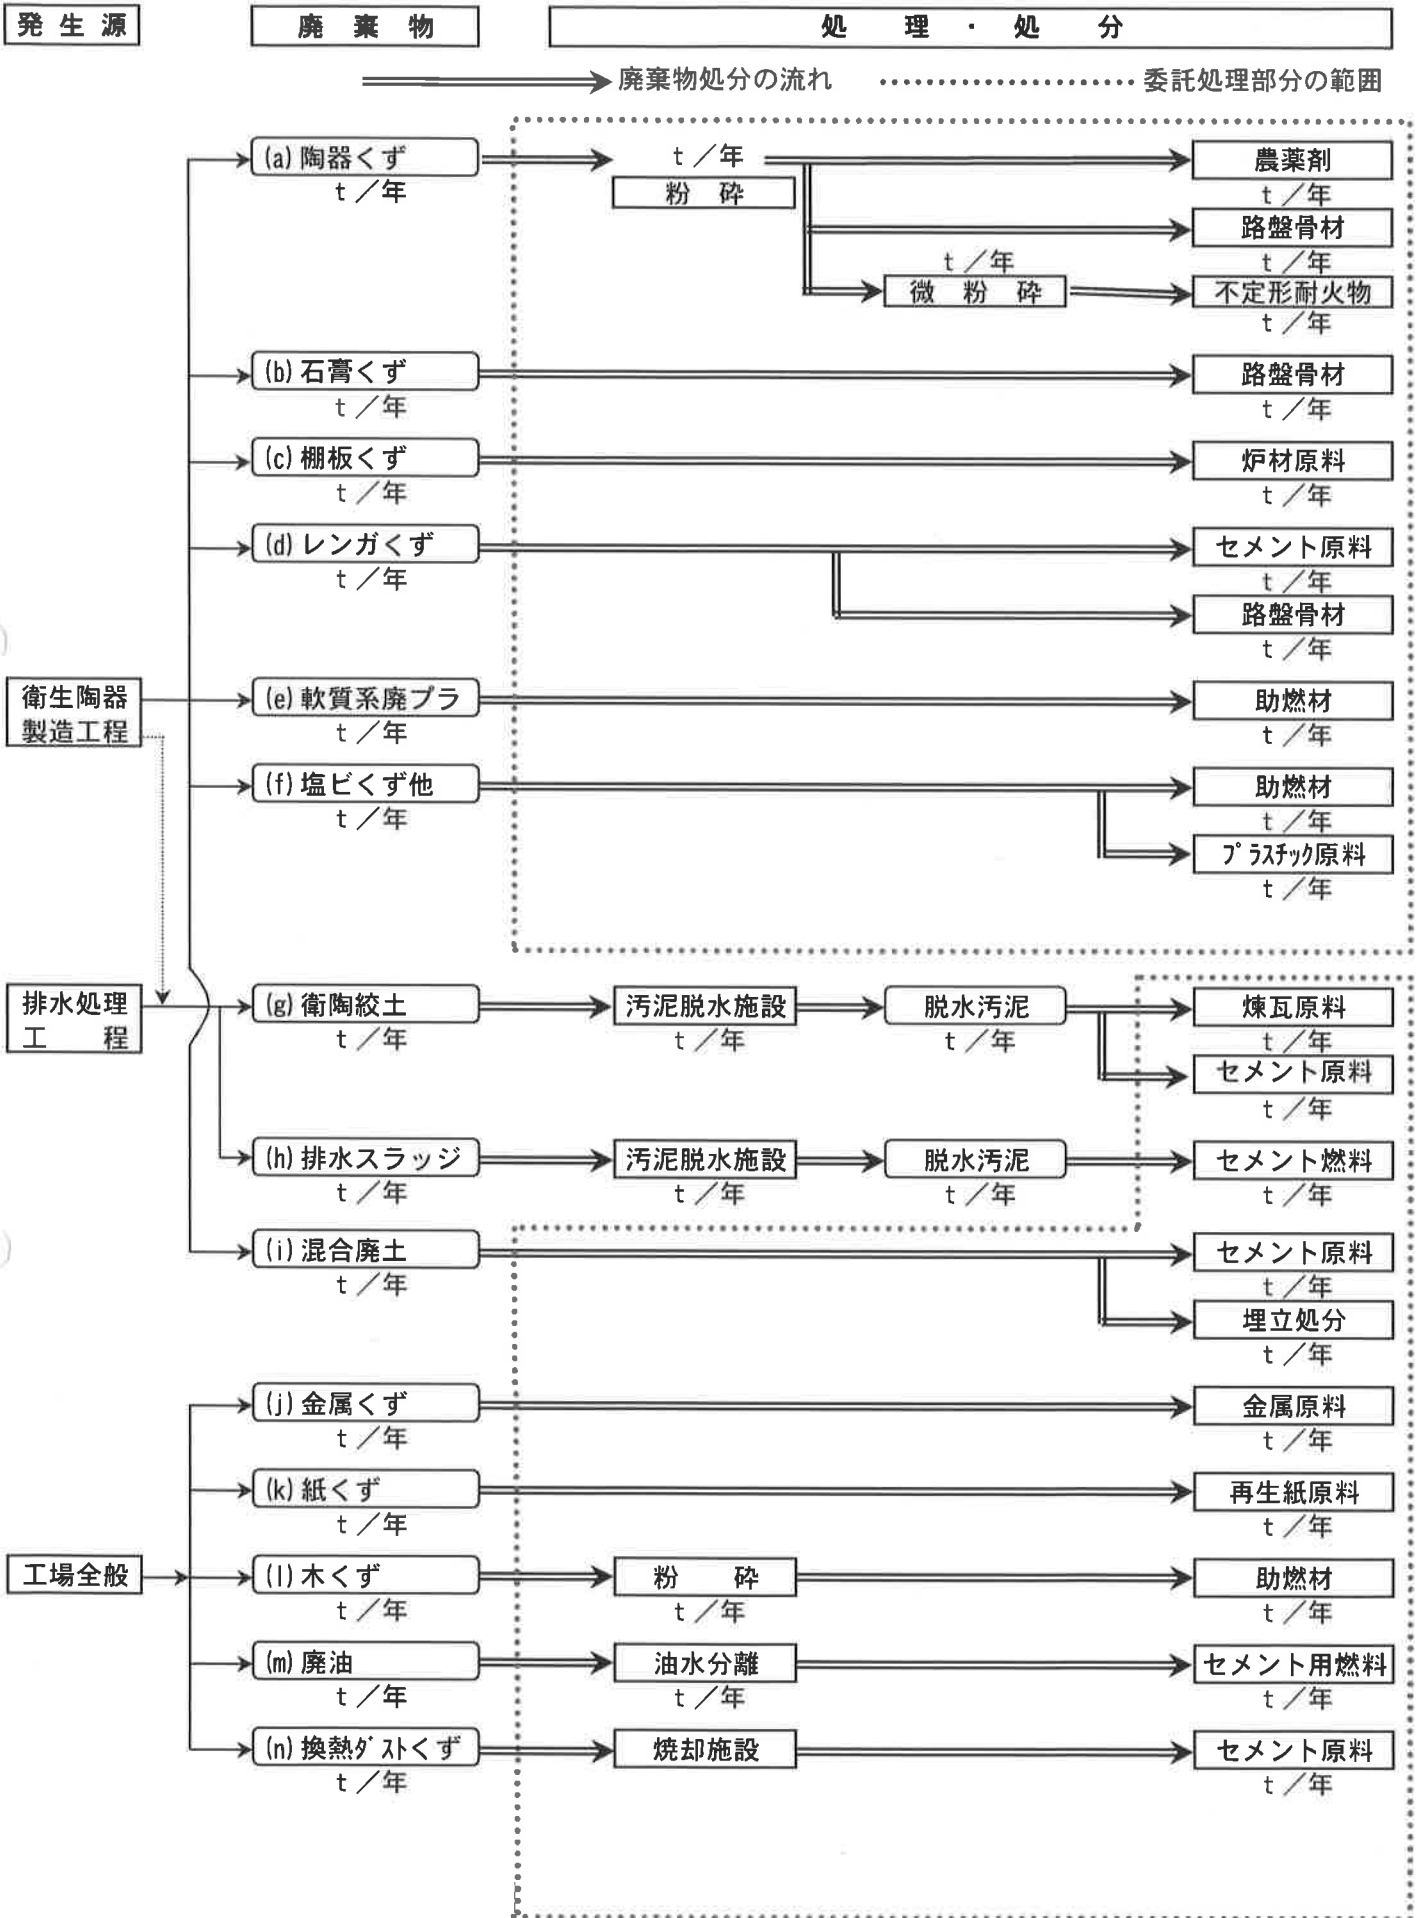 発生源 廃棄物 処理・処分
廃棄物処分の流れ 委託処理部分の範囲
(a)陶器くず t／年 農薬剤
t／年 粉砕 t／年
路盤骨材
t／年 t／年
微粉砕 不定形耐火物
t／年
(b)石膏くず 路盤骨材
t／年 t／年
(c)棚板くず 炉材原料
t／年 t／年
(d)レンガくず セメント原料
t／年 t／年
路盤骨材
t／年
衛生陶器 (e)軟質系廃プラ 助燃材
製造工程 t／年 t／年
(f)塩ビくず他 助燃材
t／年 t／年
プラスチック原料
t／年
排水処理 (g)衛陶絞土 汚泥脱水施設 脱水汚泥 煉瓦原料
工程 t／年 t／年 t／年 t／年
セメント原料
t／年
(h)排水スラッジ 汚泥脱水施設 脱水汚泥 セメント燃料
t／年 t／年 t／年 t／年
(i)混合廃土 セメント原料
t／年 t／年
埋立処分
t／年
(j)金属くず 金属原料
t／年 t／年
(k)紙くず 再生紙原料
t／年 t／年
工場全般 (l)木くず 粉砕 助燃材
t／年 t／年 t／年
(m)廃油 油水分離 セメント用燃料
t／年 t／年 t／年
(n)換熱ダストくず 焼却施設 セメント原料
t／年 t／年